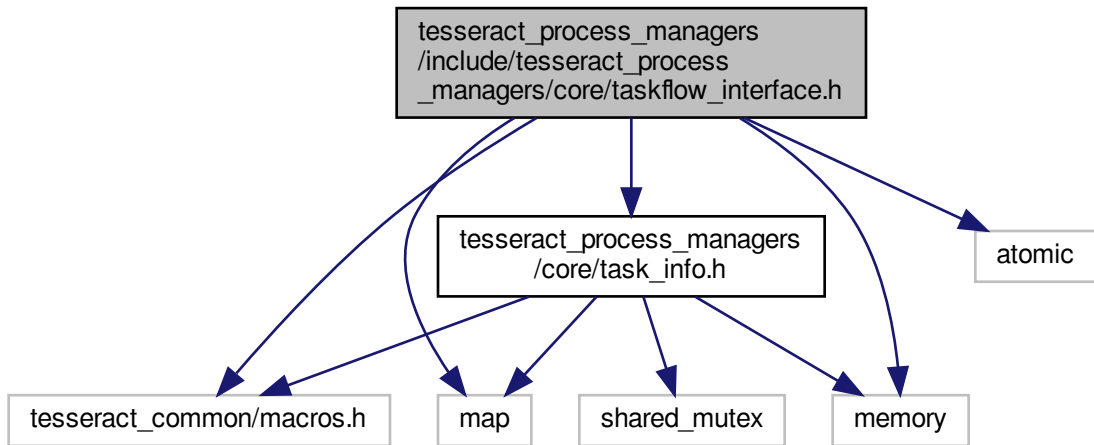 tesseract_process_managers
/include/tesseract_process
_managers/core/taskflow_interface.h
tesseract_process_managers
/core/task_info.h
atomic
tesseract_common/macros.h
map
shared_mutex
memory